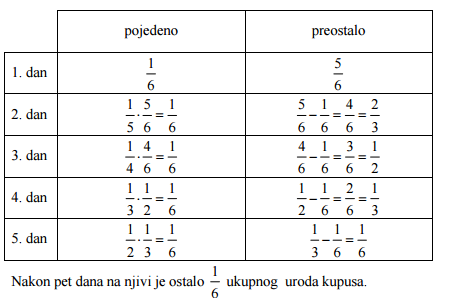 pojedeno preostalo
1. dan 1/6 5/6
2. dan 1/5 · 5/6 = 1/6 5/6 − 1/6 = 4/6 = 2/3
3. dan 1/4 · 4/6 = 1/6 4/6 − 1/6 = 3/6 = 1/2
4. dan 1/3 · 1/2 = 1/6 1/2 − 1/6 = 2/6 = 1/3
5. dan 1/2 · 1/3 = 1/6 1/3 − 1/6 = 1/6
Nakon pet dana na njivi je ostalo 1/6 ukupnog uroda kupusa.